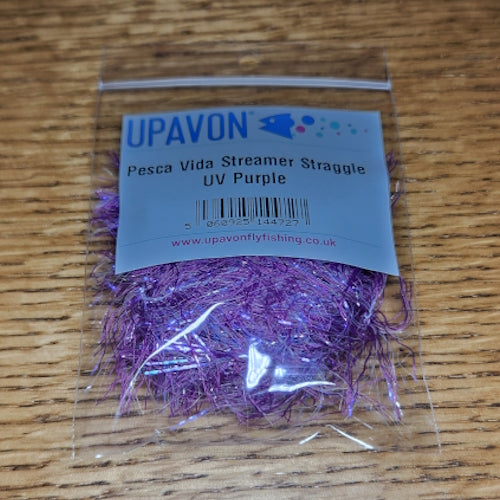 UPAVON
Pesca Vida Streamer Straggle
UV Purple
5 060925 144727
www.upavonflyfishing.co.uk